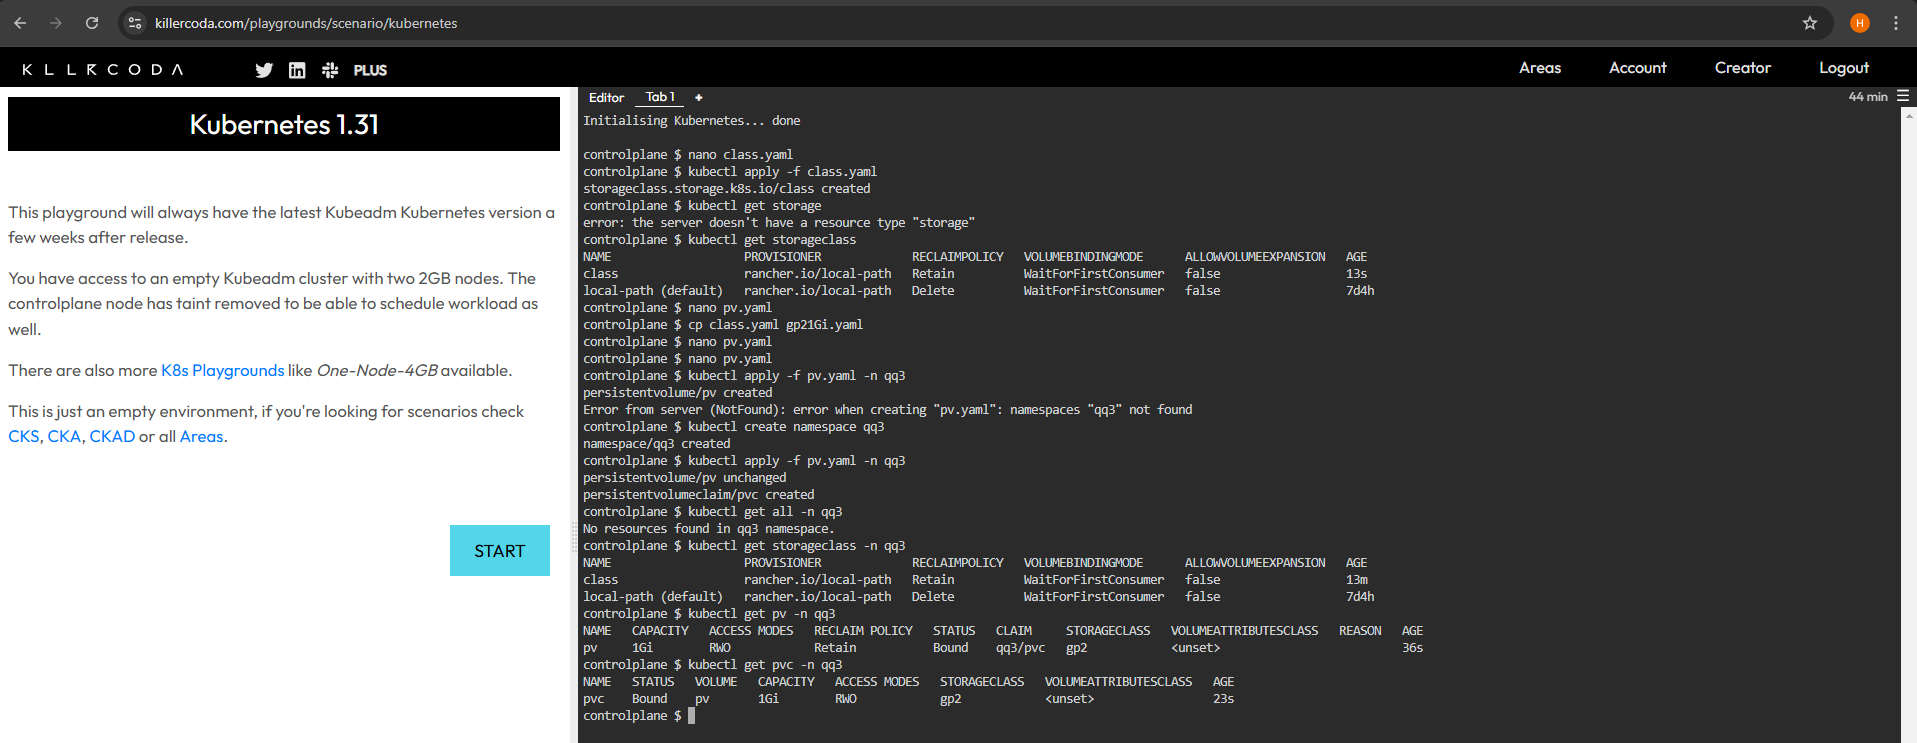 killercoda.com/playgrounds/scenario/kubernetes
H
KLLRCODA
PLUS
Areas
Account
Creator
Logout
Kubernetes 1.31
This playground will always have the latest Kubeadm Kubernetes version a
few weeks after release.
You have access to an empty Kubeadm cluster with two 2GB nodes. The
controlplane node has taint removed to be able to schedule workload as
well.
There are also more K8s Playgrounds like One-Node-4GB available.
This is just an empty environment, if you're looking for scenarios check
CKS, CKA, CKAD or all Areas.
START
Editor Tab 1 +
44 min
Initialising Kubernetes... done
controlplane $ nano class.yaml
controlplane $ kubectl apply -f class.yaml
storageclass.storage.k8s.io/class created
controlplane $ kubectl get storage
error: the server doesn't have a resource type "storage"
controlplane $ kubectl get storageclass
NAME PROVISIONER RECLAIMPOLICY VOLUMEBINDINGMODE ALLOWVOLUMEEXPANSION AGE
class rancher.io/local-path Retain WaitForFirstConsumer false 13s
local-path (default) rancher.io/local-path Delete WaitForFirstConsumer false 7d4h
controlplane $ nano pv.yaml
controlplane $ cp class.yaml gp21Gi.yaml
controlplane $ nano pv.yaml
controlplane $ nano pv.yaml
controlplane $ kubectl apply -f pv.yaml -n qq3
persistentvolume/pv created
Error from server (NotFound): error when creating "pv.yaml": namespaces "qq3" not found
controlplane $ kubectl create namespace qq3
namespace/qq3 created
controlplane $ kubectl apply -f pv.yaml -n qq3
persistentvolume/pv unchanged
persistentvolumeclaim/pvc created
controlplane $ kubectl get all -n qq3
No resources found in qq3 namespace.
controlplane $ kubectl get storageclass -n qq3
NAME PROVISIONER RECLAIMPOLICY VOLUMEBINDINGMODE ALLOWVOLUMEEXPANSION AGE
class rancher.io/local-path Retain WaitForFirstConsumer false 13m
local-path (default) rancher.io/local-path Delete WaitForFirstConsumer false 7d4h
controlplane $ kubectl get pv -n qq3
NAME CAPACITY ACCESS MODES RECLAIM POLICY STATUS CLAIM STORAGECLASS VOLUMEATTRIBUTESCLASS REASON AGE
pv 1Gi RWO Retain Bound qq3/pvc gp2 <unset> 36s
controlplane $ kubectl get pvc -n qq3
NAME STATUS VOLUME CAPACITY ACCESS MODES STORAGECLASS VOLUMEATTRIBUTESCLASS AGE
pvc Bound pv 1Gi RWO gp2 <unset> 23s
controlplane $